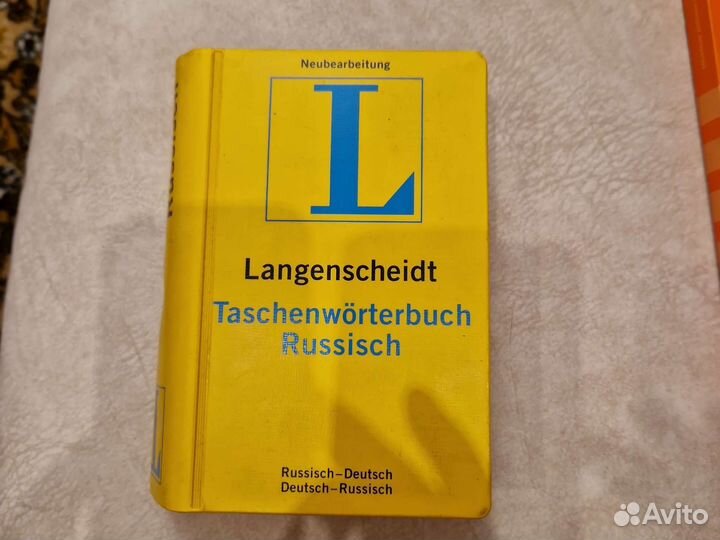 Neubearbeitung
L
Langenscheidt
Taschenwörterbuch
Russisch
Russisch–Deutsch
Deutsch–Russisch
L
Avito